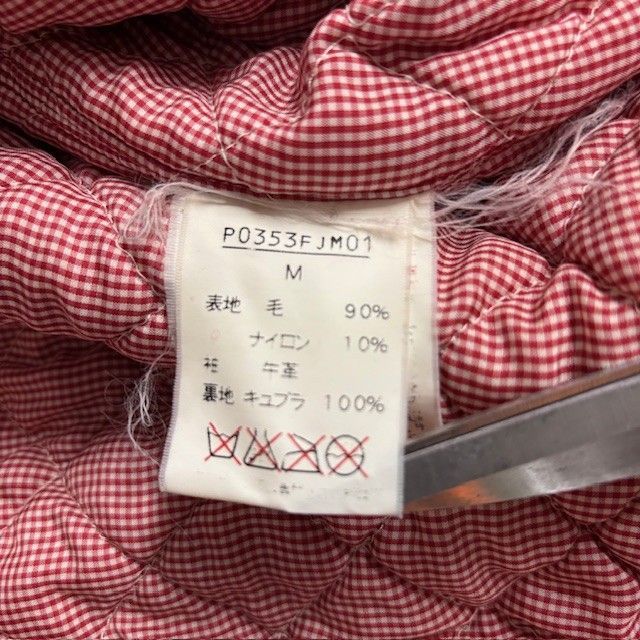 P0353FJM01
M
表地 毛 90%
ナイロン 10%
袖 牛革
裏地 キュプラ 100%